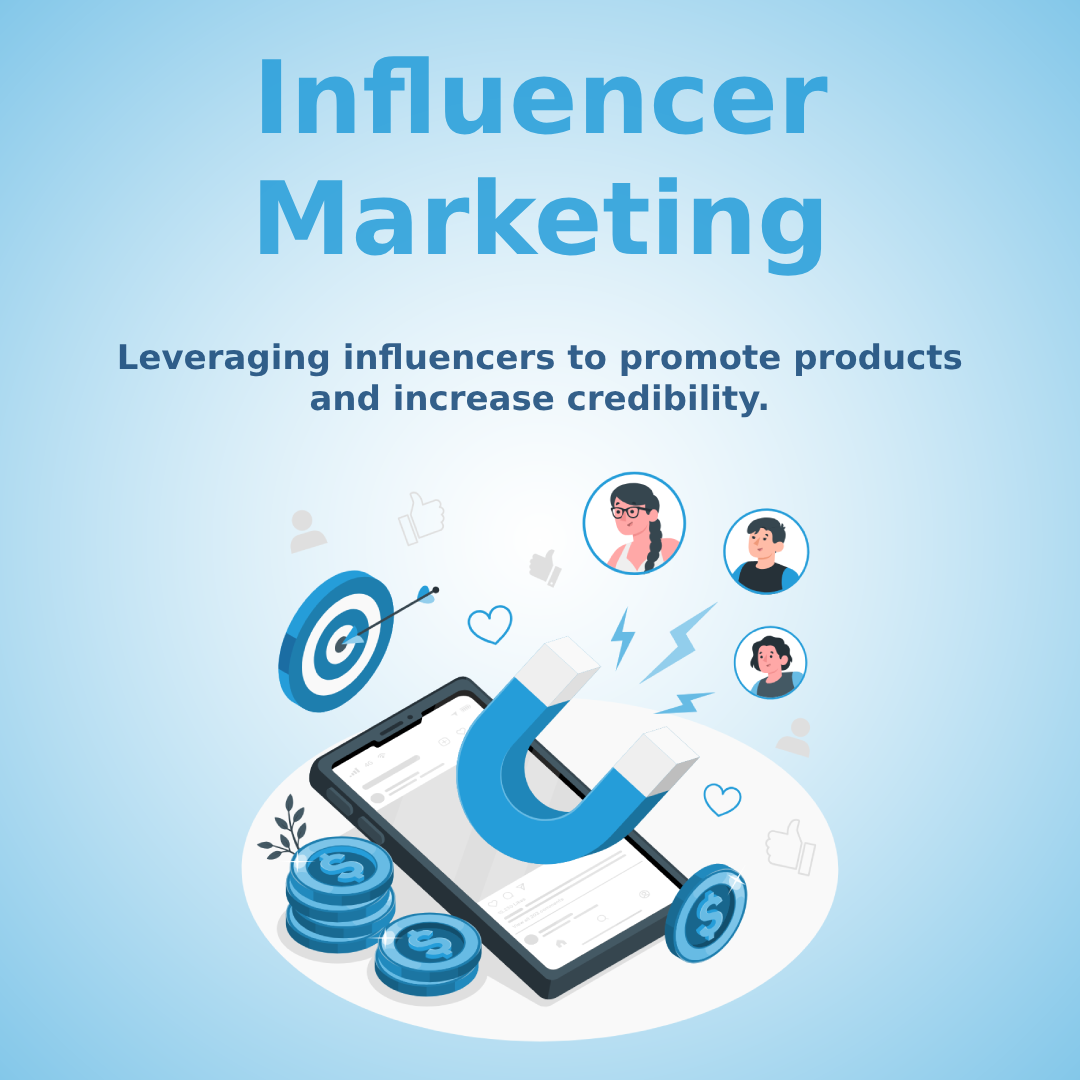 Influencer
Marketing
Leveraging influencers to promote products
and increase credibility.
$
$
$